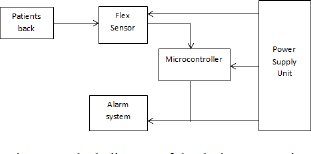 Patients
back
Flex
Sensor
Microcontroller
Power
Supply
Unit
Alarm
system